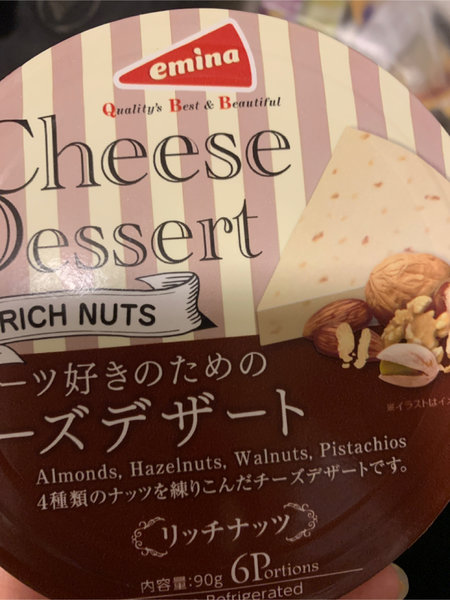 emina
Quality's Best & Beautiful
Cheese
Dessert
RICH NUTS
ーツ好きのための
ーズデザート
※イラストはイ
Almonds, Hazelnuts, Walnuts, Pistachios
4種類のナッツを練りこんだチーズデザートです。
リッチナッツ
内容量:90g 6Portions
Refrigerated